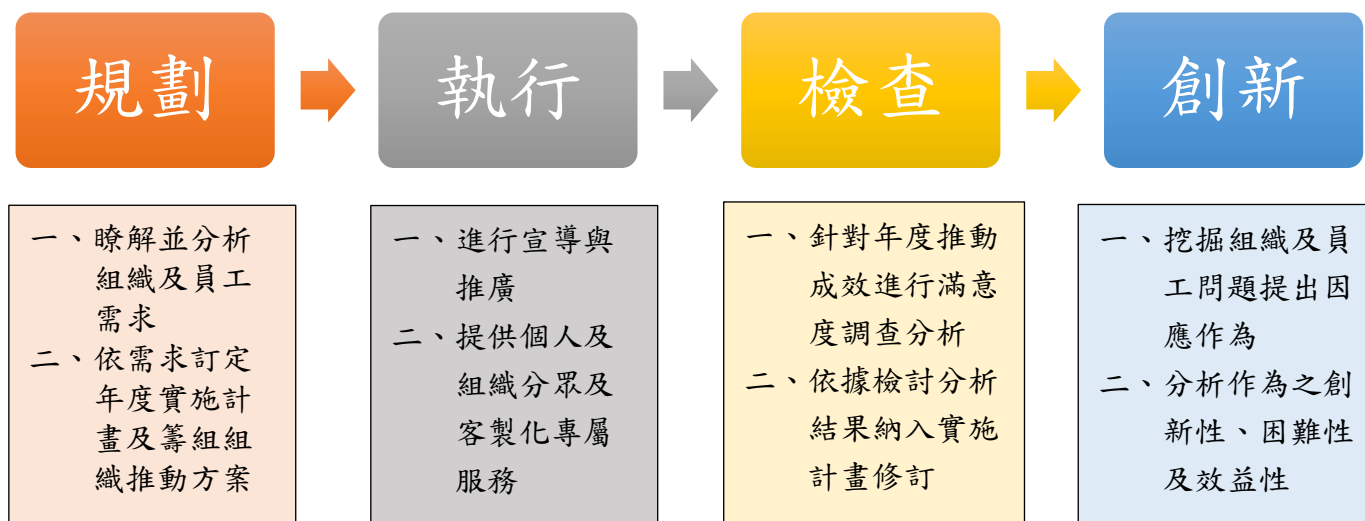 規劃
執行
檢查
創新
一、瞭解並分析
組織及員工
需求
二、依需求訂定
年度實施計
畫及籌組組
織推動方案
一、進行宣導與
推廣
二、提供個人及
組織分眾及
客製化專屬
服務
一、針對年度推動
成效進行滿意
度調查分析
二、依據檢討分析
結果納入實施
計畫修訂
一、挖掘組織及員
工問題提出因
應作為
二、分析作為之創
新性、困難性
及效益性